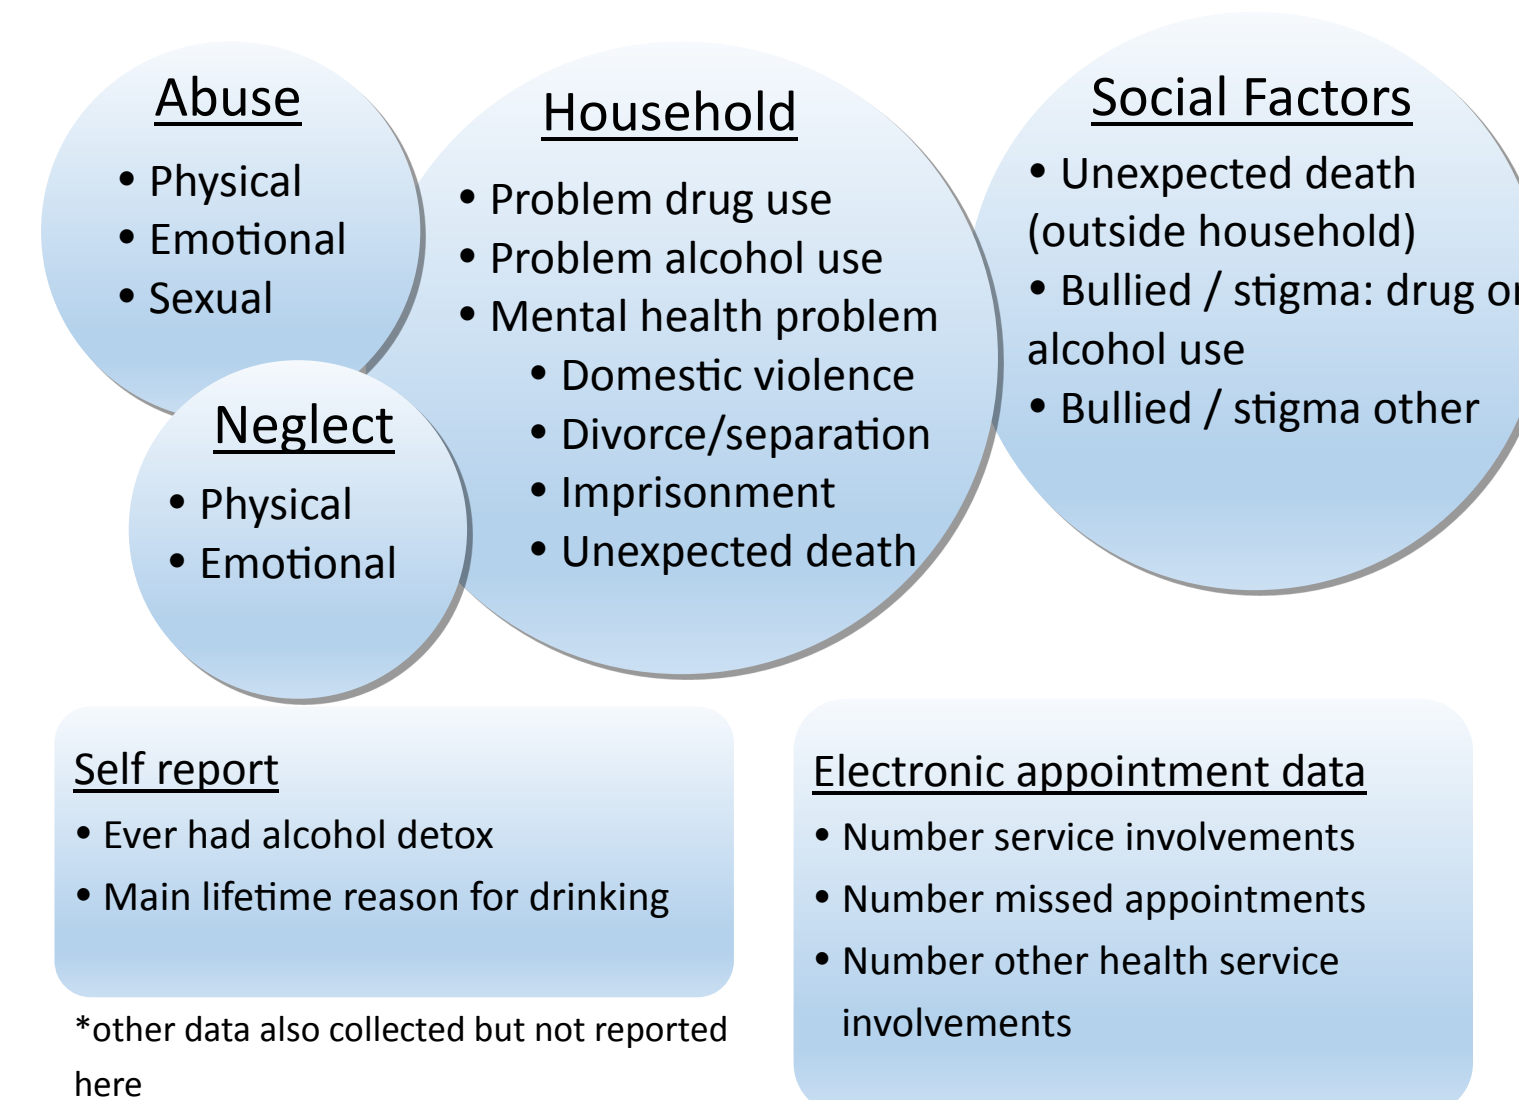 Abuse
• Physical
• Emotional
• Sexual
Neglect
• Physical
• Emotional
Household
• Problem drug use
• Problem alcohol use
• Mental health problem
• Domestic violence
• Divorce/separation
• Imprisonment
• Unexpected death
Social Factors
• Unexpected death
(outside household)
• Bullied / stigma: drug or
alcohol use
• Bullied / stigma other
Self report
• Ever had alcohol detox
• Main lifetime reason for drinking
*other data also collected but not reported
here
Electronic appointment data
• Number service involvements
• Number missed appointments
• Number other health service
involvements